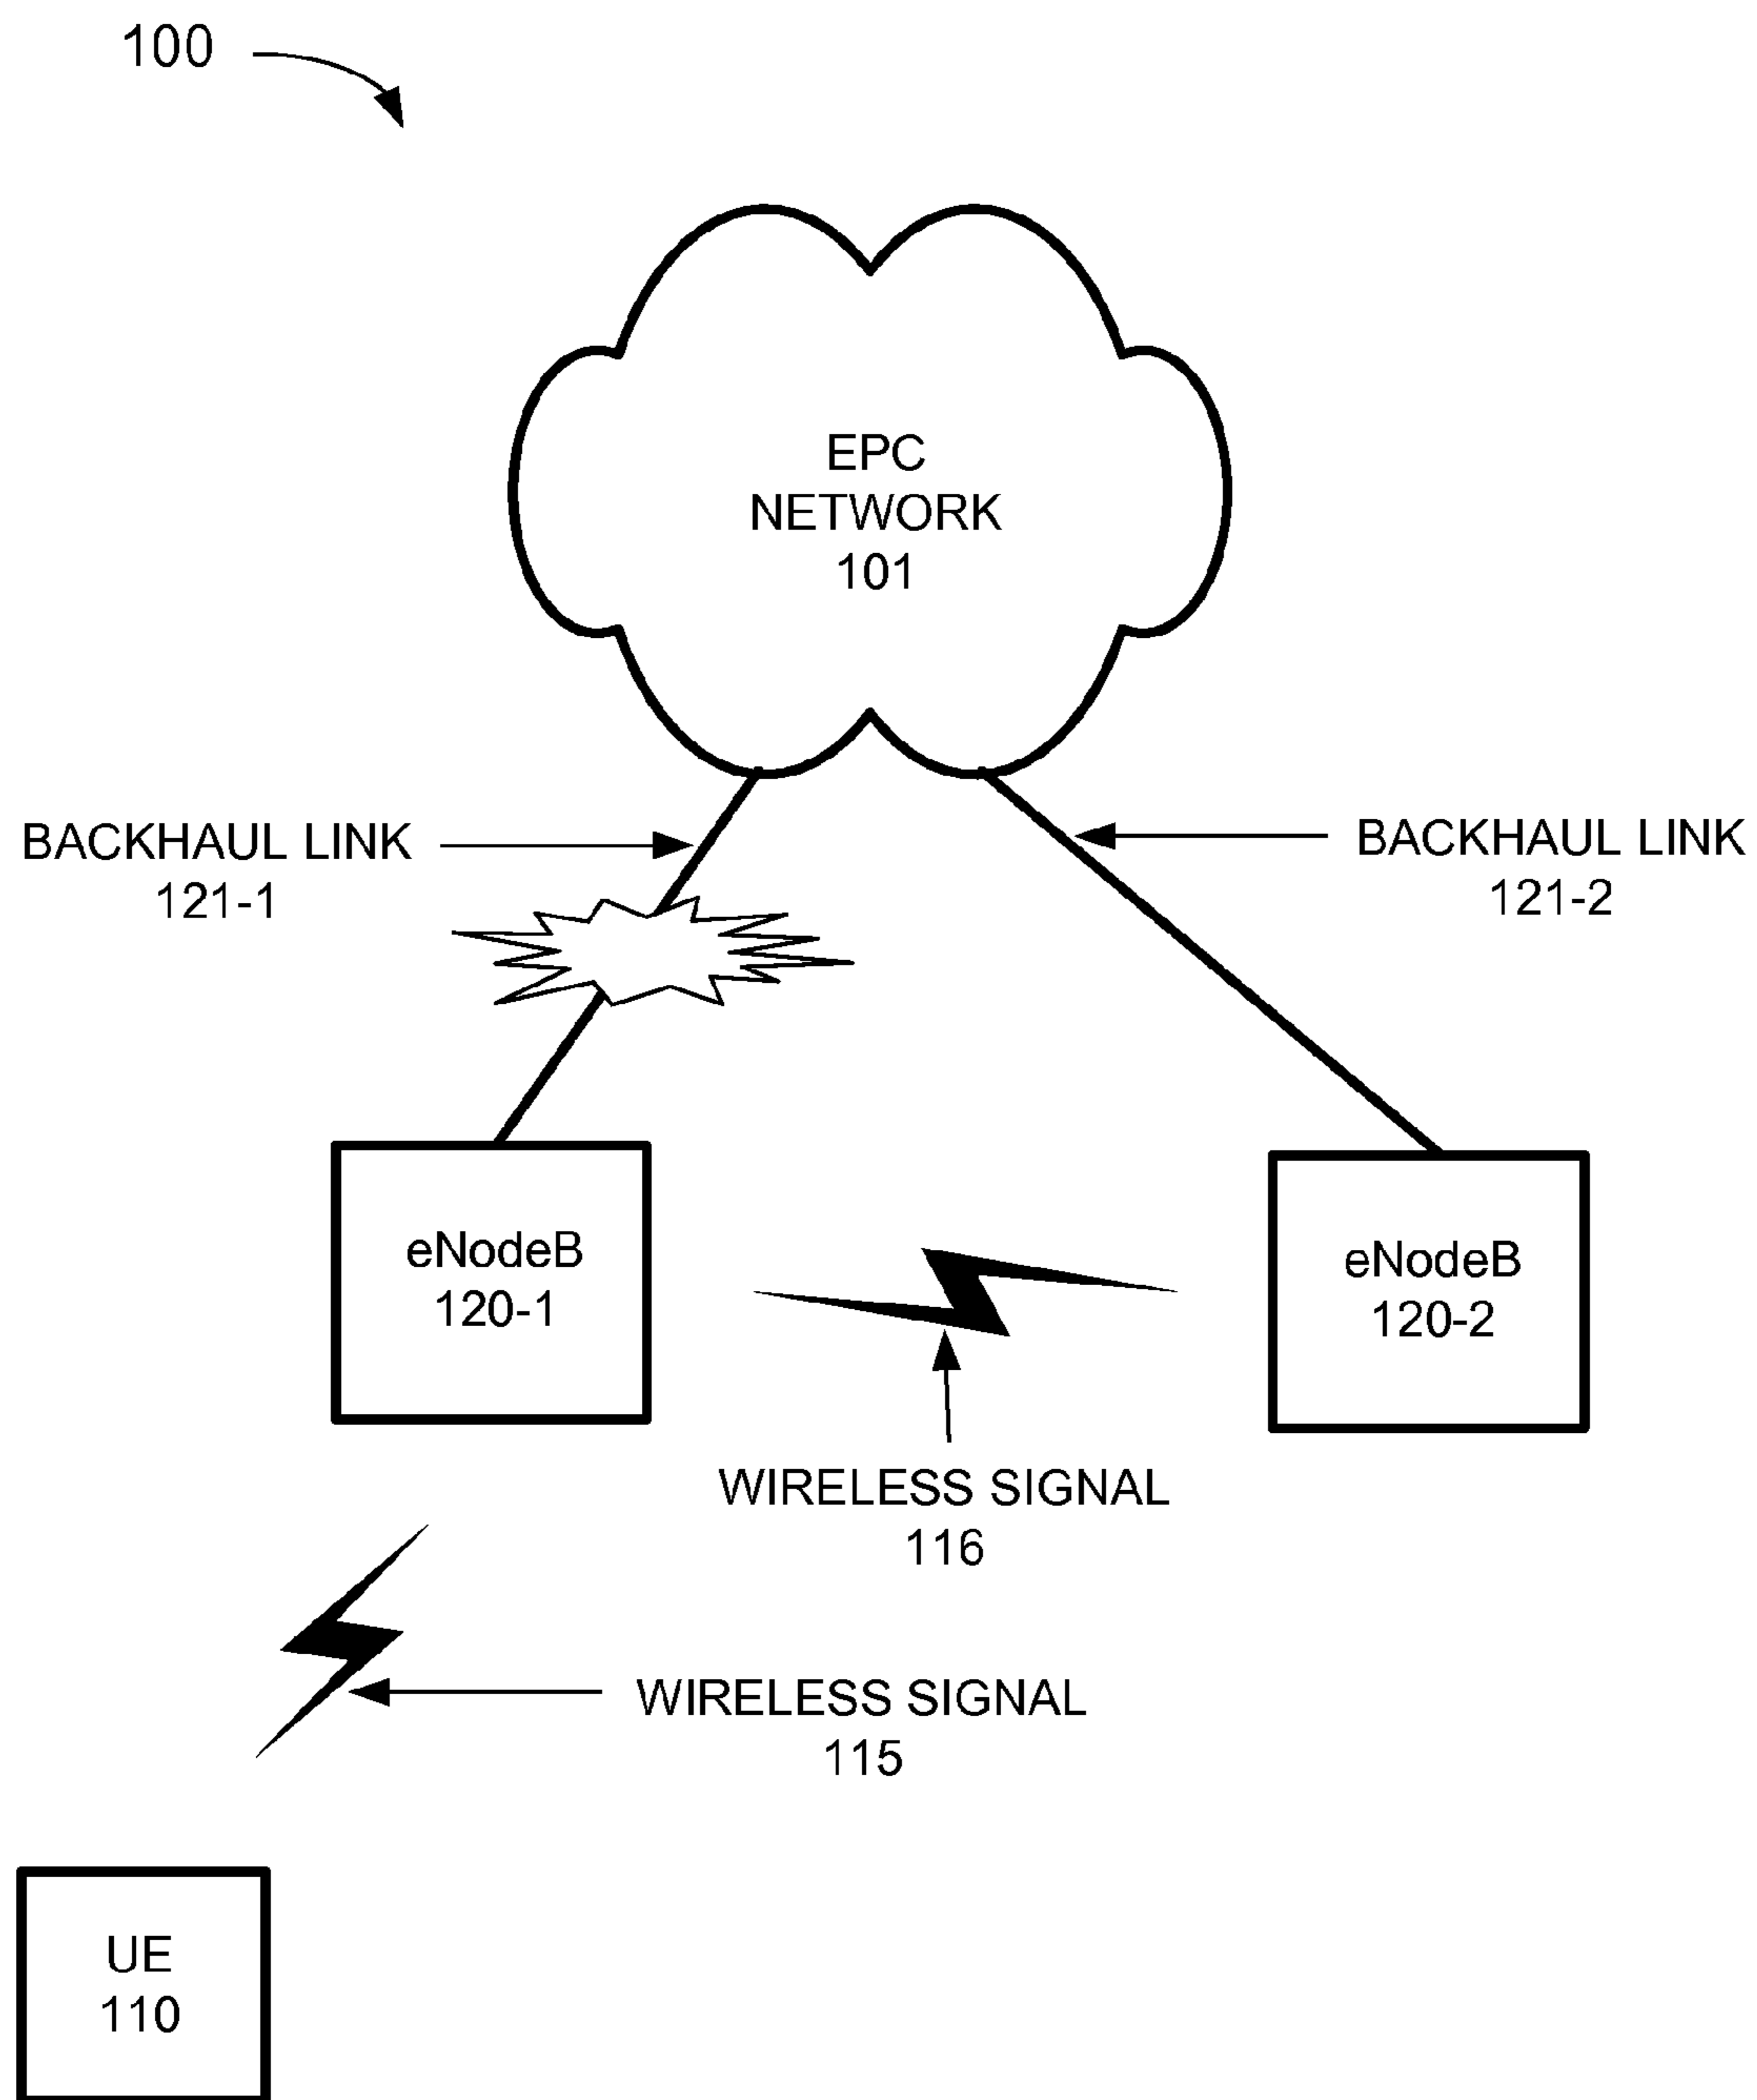 100
EPC
NETWORK
101
BACKHAUL LINK
121-1
BACKHAUL LINK
121-2
eNodeB
120-1
eNodeB
120-2
WIRELESS SIGNAL
116
WIRELESS SIGNAL
115
UE
110